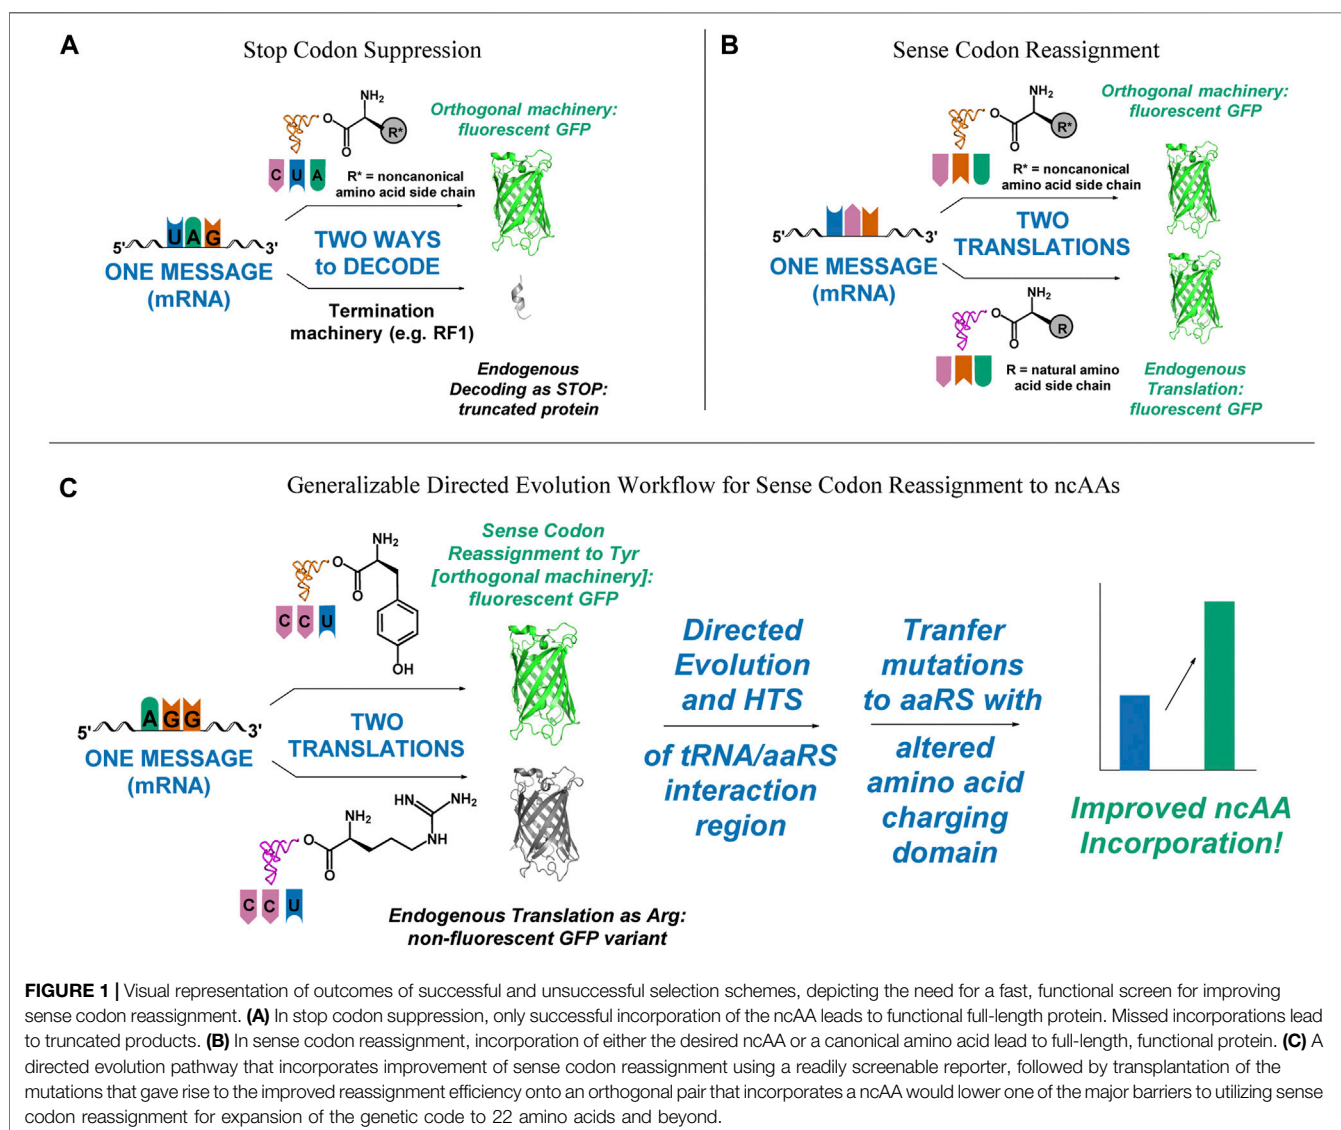 A
Stop Codon Suppression
NH2
O
O
R*
Orthogonal machinery:
fluorescent GFP
C U A
R* = noncanonical
amino acid side chain
5' U A G 3'
ONE MESSAGE
(mRNA)
TWO WAYS
to DECODE
Termination
machinery (e.g. RF1)
Endogenous
Decoding as STOP:
truncated protein
B
Sense Codon Reassignment
NH2
O
O
R*
Orthogonal machinery:
fluorescent GFP
R* = noncanonical
amino acid side chain
5' 3'
ONE MESSAGE
(mRNA)
TWO
TRANSLATIONS
NH2
O
O
R
R = natural amino
acid side chain
Endogenous
Translation:
fluorescent GFP
C
Generalizable Directed Evolution Workflow for Sense Codon Reassignment to ncAAs
NH2
O
O
OH
C C U
Sense Codon
Reassignment to Tyr
[orthogonal machinery]:
fluorescent GFP
5' A G G 3'
ONE MESSAGE
(mRNA)
TWO
TRANSLATIONS
HN NH2
NH2
O
NH
O
C C U
Endogenous Translation as Arg:
non-fluorescent GFP variant
Directed
Evolution
and HTS
of tRNA/aaRS
interaction
region
Tranfer
mutations
to aaRS with
altered
amino acid
charging
domain
Improved ncAA
Incorporation!
FIGURE 1 | Visual representation of outcomes of successful and unsuccessful selection schemes, depicting the need for a fast, functional screen for improving
sense codon reassignment. (A) In stop codon suppression, only successful incorporation of the ncAA leads to functional full-length protein. Missed incorporations lead
to truncated products. (B) In sense codon reassignment, incorporation of either the desired ncAA or a canonical amino acid lead to full-length, functional protein. (C) A
directed evolution pathway that incorporates improvement of sense codon reassignment using a readily screenable reporter, followed by transplantation of the
mutations that gave rise to the improved reassignment efficiency onto an orthogonal pair that incorporates a ncAA would lower one of the major barriers to utilizing sense
codon reassignment for expansion of the genetic code to 22 amino acids and beyond.